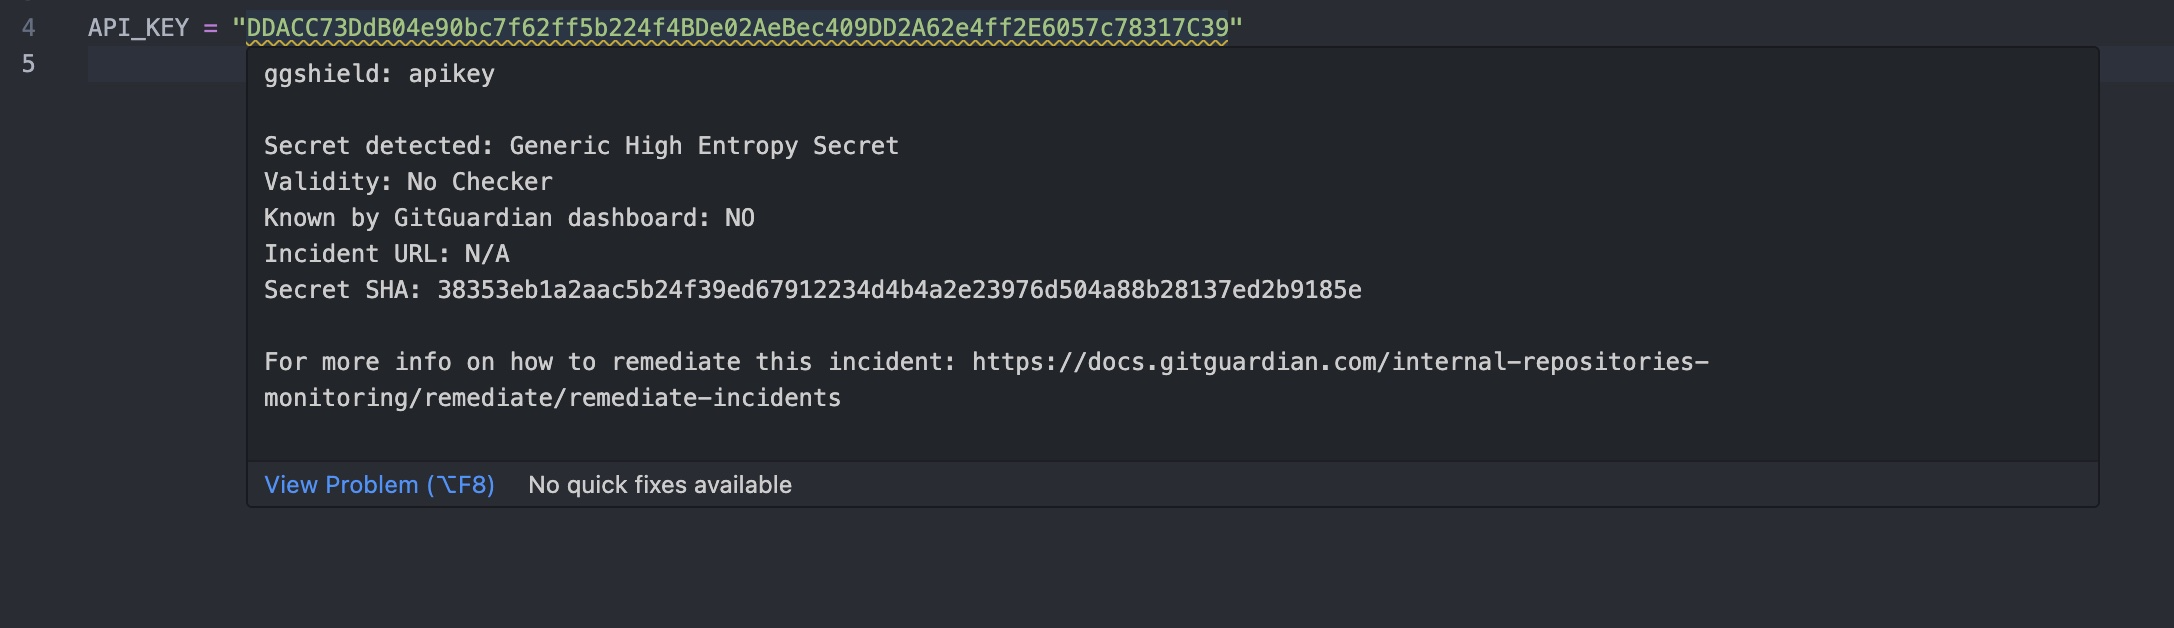 4 API_KEY = "DDACC73DdB04e90bc7f62ff5b224f4BDe02AeBec409DD2A62e4ff2E6057c78317C39"
5
ggshield: apikey
Secret detected: Generic High Entropy Secret
Validity: No Checker
Known by GitGuardian dashboard: NO
Incident URL: N/A
Secret SHA: 38353eb1a2aac5b24f39ed67912234d4b4a2e23976d504a88b28137ed2b9185e
For more info on how to remediate this incident: https://docs.gitguardian.com/internal-repositories-
monitoring/remediate/remediate-incidents
View Problem (⌥F8) No quick fixes available